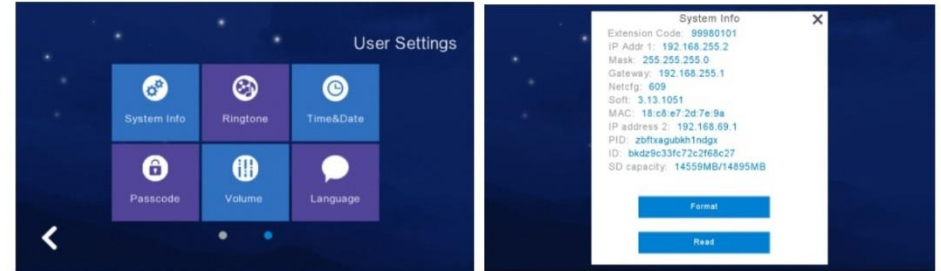 User Settings
System Info
Ringtone
Time&Date
Passcode
Volume
Language
System Info
Extension Code: 99980101
IP Addr 1: 192.168.255.2
Mask: 255.255.255.0
Gateway: 192.168.255.1
Netcfg: 609
Soft: 3.13.1051
MAC: 18:c8:e7:2d:7e:9a
IP address 2: 192.168.69.1
PID: zbftxagubkh1ndgx
ID: bkdz9c33fc72c2f68c27
SD capacity: 14559MB/14895MB
Format
Read